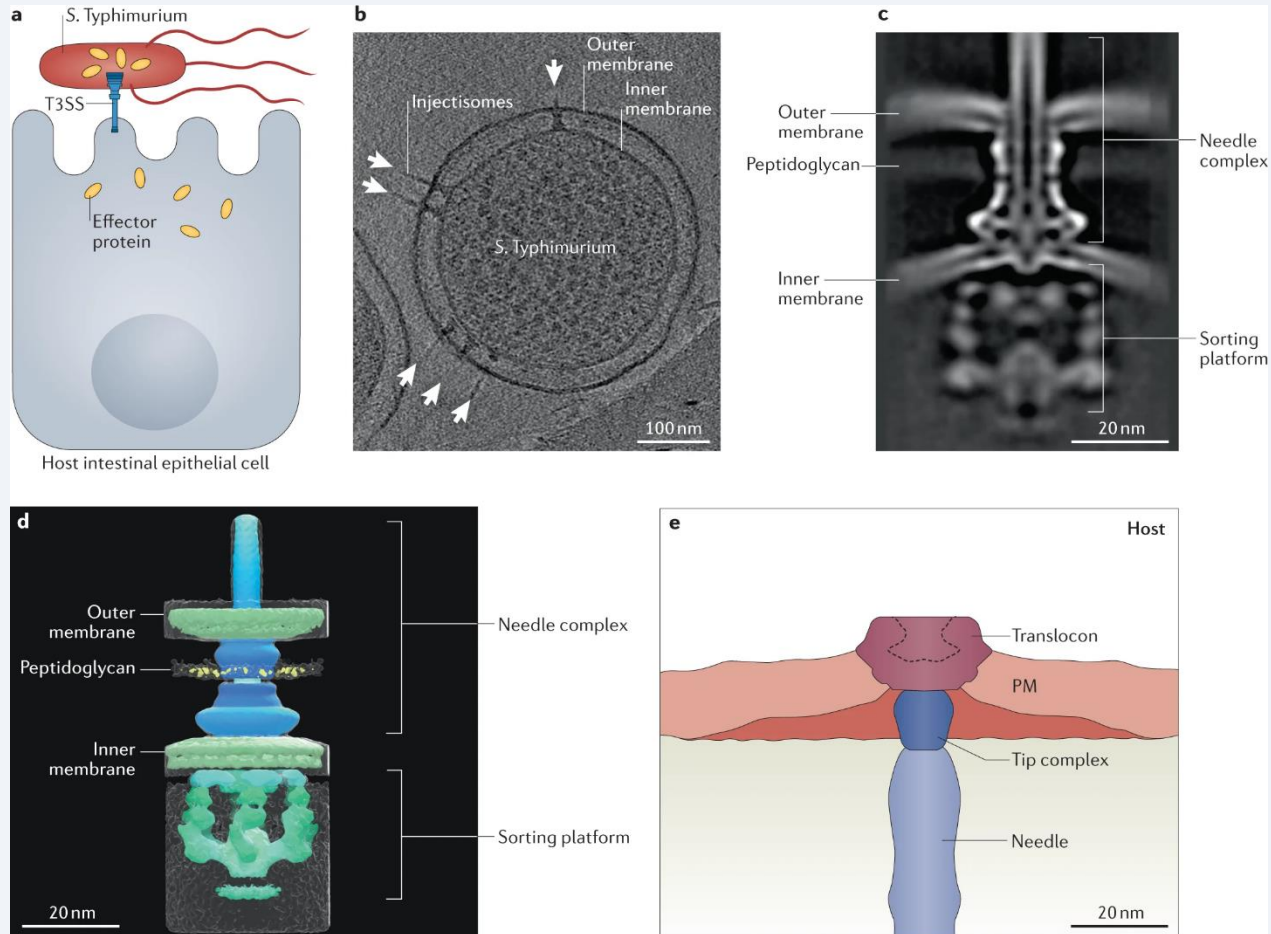 a
S. Typhimurium
T3SS
Effector
protein
Host intestinal epithelial cell
b
Outer
membrane
Inner
membrane
Injectisomes
S. Typhimurium
100 nm
c
Outer
membrane
Peptidoglycan
Inner
membrane
Needle
complex
Sorting
platform
20 nm
d
Outer
membrane
Peptidoglycan
Inner
membrane
Needle complex
Sorting platform
20 nm
e
Host
Translocon
PM
Tip complex
Needle
20 nm